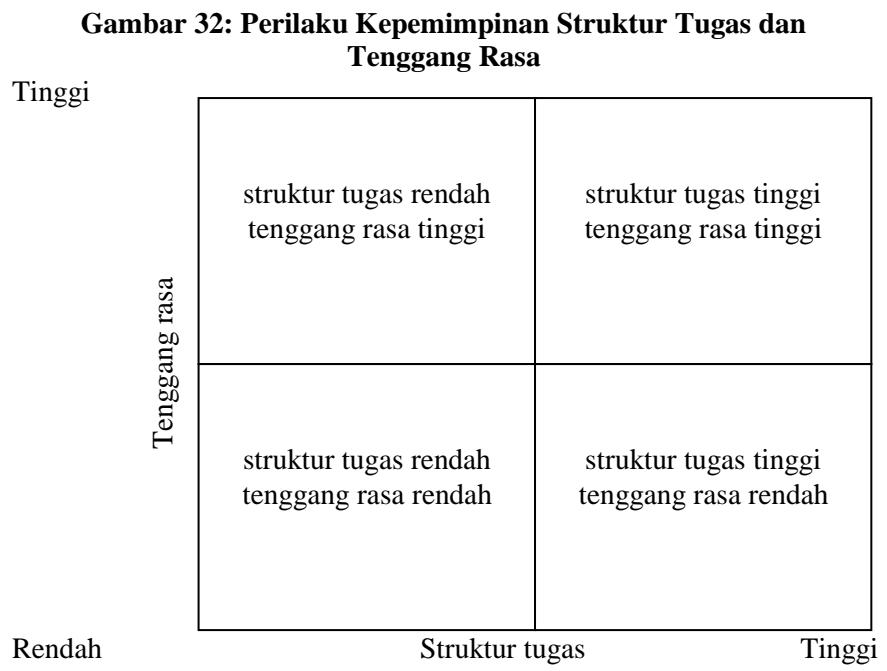 Gambar 32: Perilaku Kepemimpinan Struktur Tugas dan
Tenggang Rasa
Tinggi
struktur tugas rendah
tenggang rasa tinggi
struktur tugas tinggi
tenggang rasa tinggi
Tenggang rasa
struktur tugas rendah
tenggang rasa rendah
struktur tugas tinggi
tenggang rasa rendah
Rendah
Struktur tugas
Tinggi